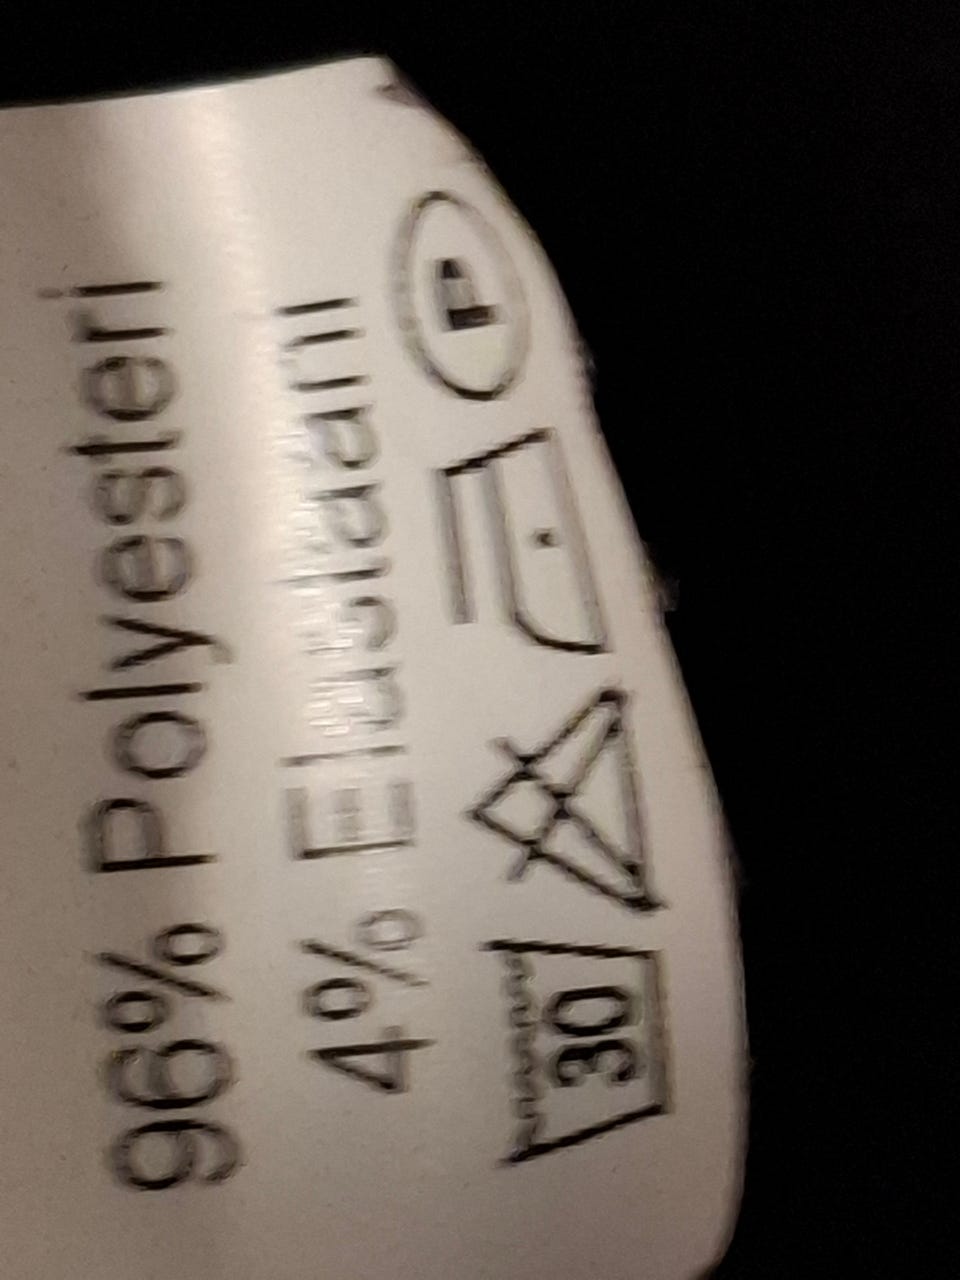 96% Polyesteri
4% Elastaani
30 P